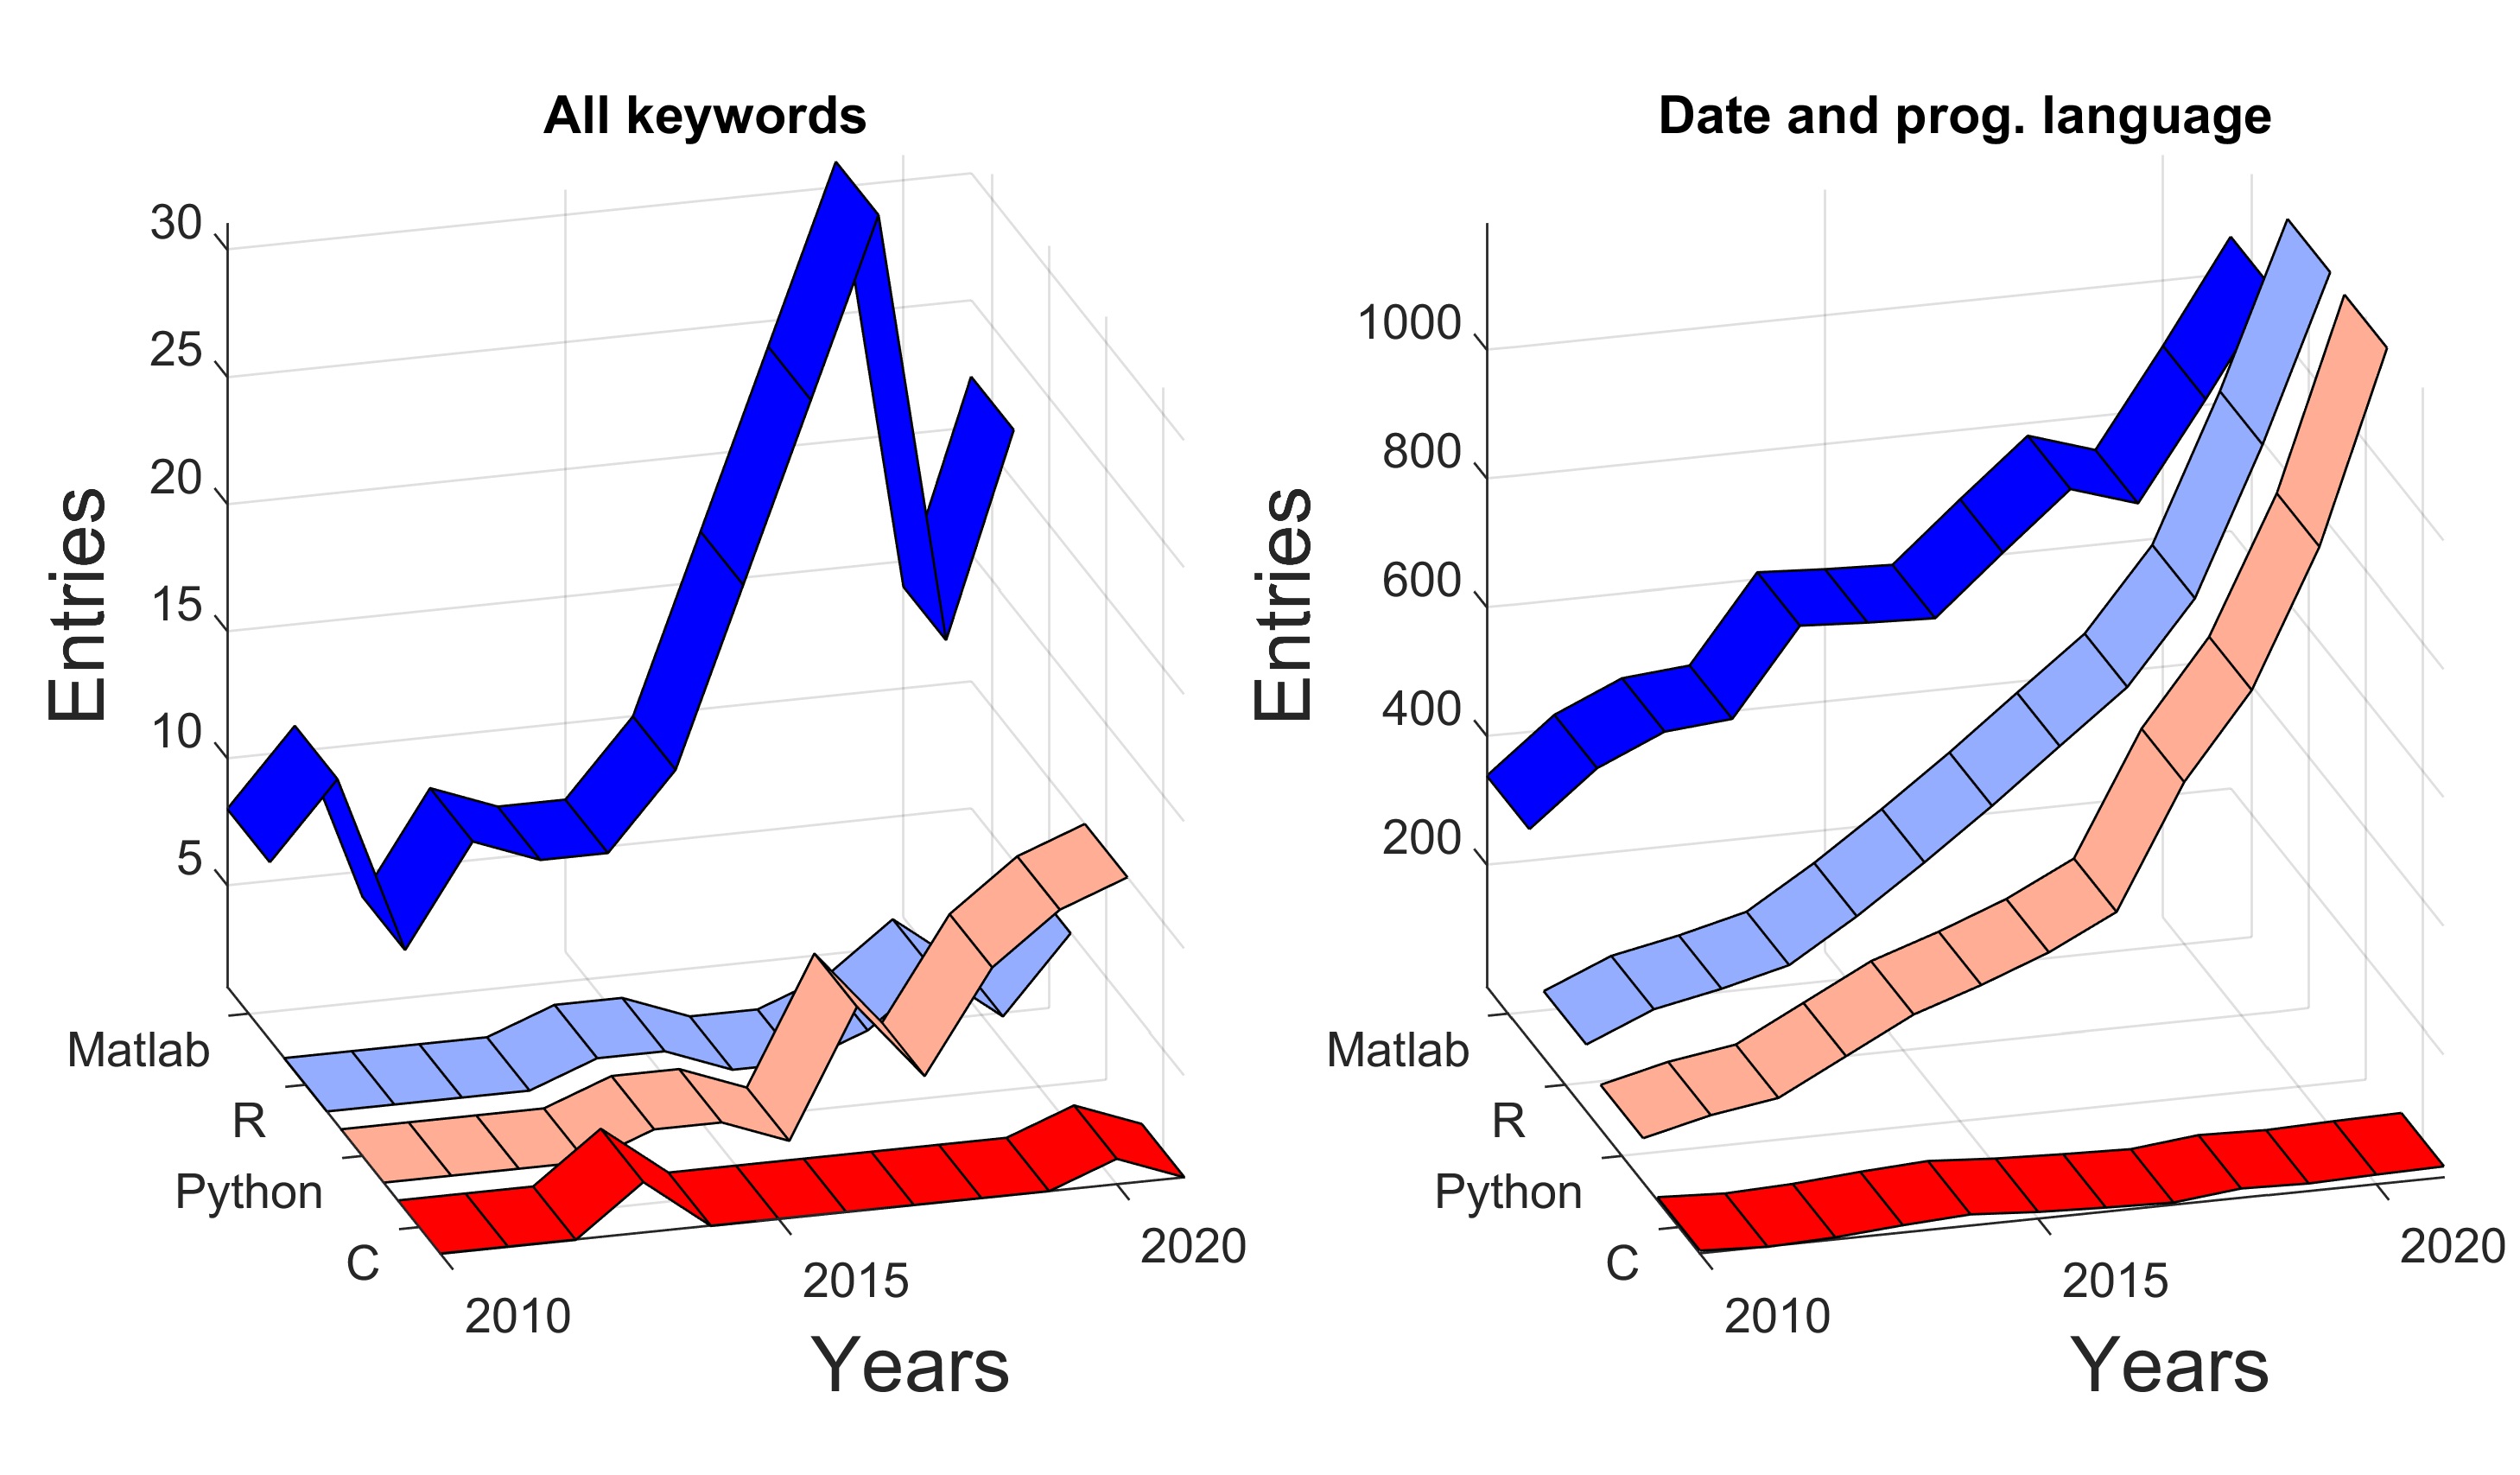 All keywords
30
25
20
15
10
5
Entries
Matlab
R
Python
C
2010
2015
2020
Years
Date and prog. language
1000
800
600
400
200
Entries
Matlab
R
Python
C
2010
2015
2020
Years